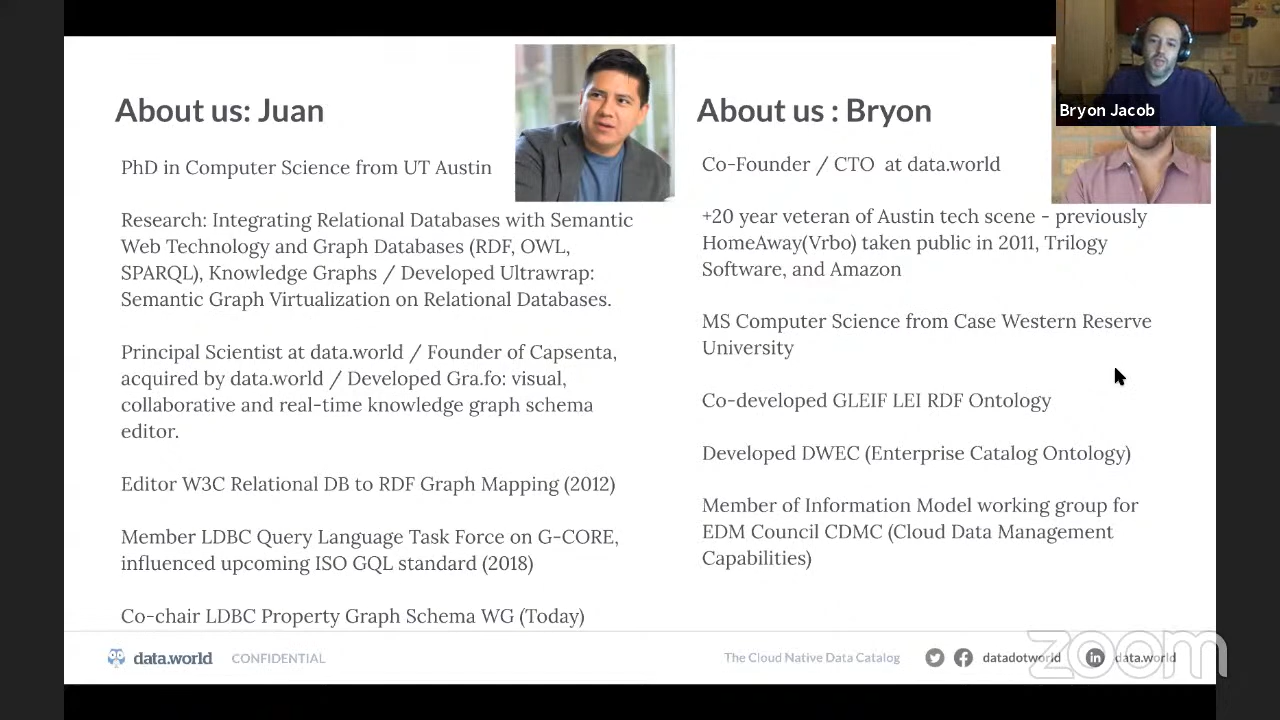 About us: Juan
PhD in Computer Science from UT Austin
Research: Integrating Relational Databases with Semantic
Web Technology and Graph Databases (RDF, OWL,
SPARQL), Knowledge Graphs / Developed Ultrawrap:
Semantic Graph Virtualization on Relational Databases.
Principal Scientist at data.world / Founder of Capsenta,
acquired by data.world / Developed Gra.fo: visual,
collaborative and real-time knowledge graph schema
editor.
Editor W3C Relational DB to RDF Graph Mapping (2012)
Member LDBC Query Language Task Force on G-CORE,
influenced upcoming ISO GQL standard (2018)
Co-chair LDBC Property Graph Schema WG (Today)
About us : Bryon
Co-Founder / CTO at data.world
+20 year veteran of Austin tech scene - previously
HomeAway(Vrbo) taken public in 2011, Trilogy
Software, and Amazon
MS Computer Science from Case Western Reserve
University
Co-developed GLEIF LEI RDF Ontology
Developed DWEC (Enterprise Catalog Ontology)
Member of Information Model working group for
EDM Council CDMC (Cloud Data Management
Capabilities)
Bryon Jacob
data.world CONFIDENTIAL
The Cloud Native Data Catalog datadotworld in data.world
zoom